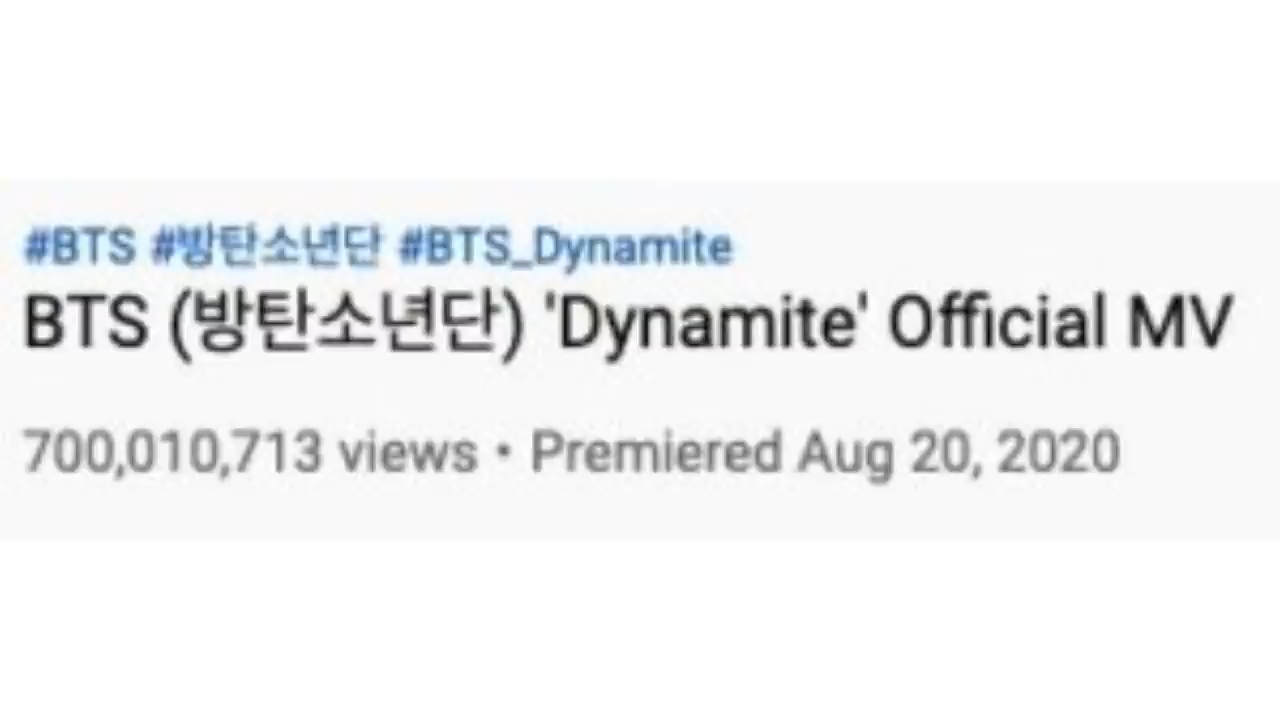 #BTS #방탄소년단 #BTS_Dynamite
BTS (방탄소년단) 'Dynamite' Official MV
700,010,713 views • Premiered Aug 20, 2020